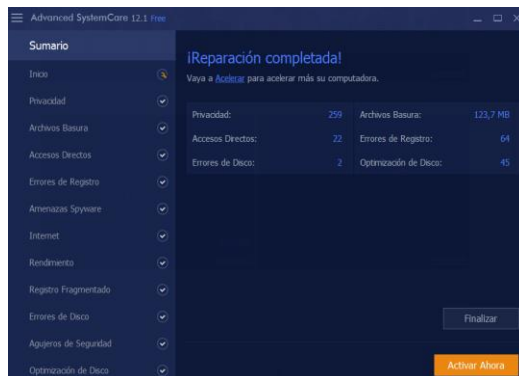 Advanced SystemCare 12.1 Free
Sumario
Inicio
Privacidad
Archivos Basura
Accesos Directos
Errores de Registro
Amenazas Spyware
Internet
Rendimiento
Registro Fragmentado
Errores de Disco
Agujeros de Seguridad
Optimización de Disco
¡Reparación completada!
Vaya a Acelerar para acelerar más su computadora.
Privacidad: 259 Archivos Basura: 123,7 MB
Accesos Directos: 22 Errores de Registro: 64
Errores de Disco: 2 Optimización de Disco: 45
Finalizar
Activar Ahora